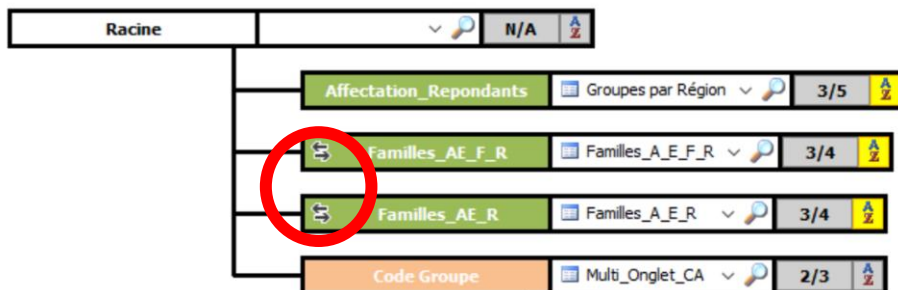 Racine N/A A Z
Affectation_Repondants Groupes par Région 3/5 A Z
Familles_AE_F_R Familles_A_E_F_R 3/4 A Z
Familles_AE_R Familles_A_E_R 3/4 A Z
Code Groupe Multi_Onglet_CA 2/3 A Z